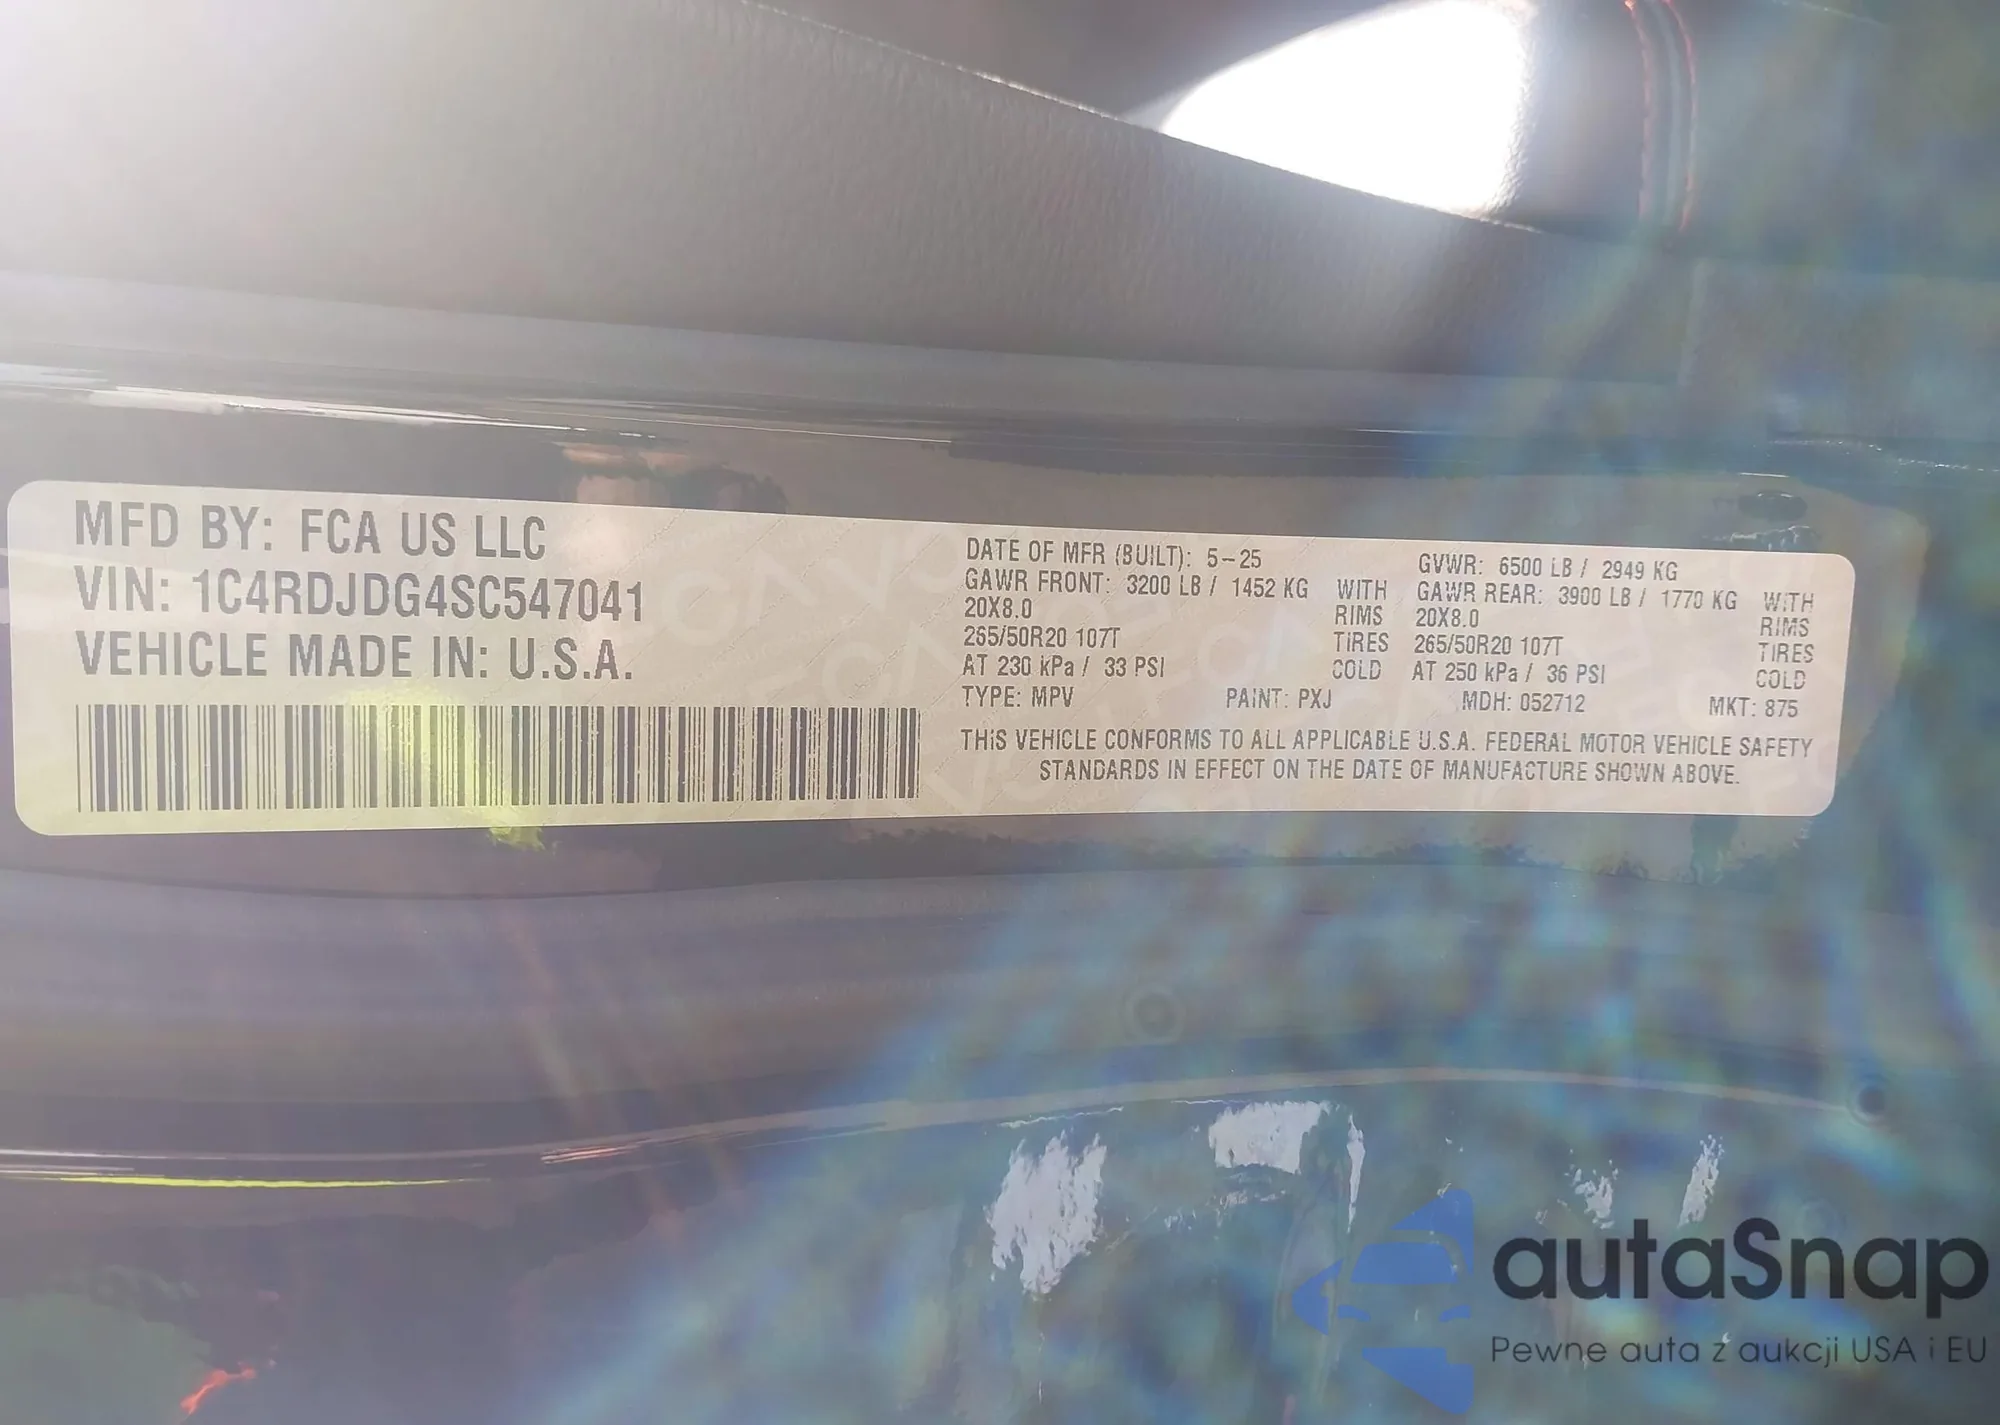 MFD BY: FCA US LLC
VIN: 1C4RDJDG4SC547041
VEHICLE MADE IN: U.S.A.
DATE OF MFR (BUILT): 5-25
GAWR FRONT: 3200 LB / 1452 KG WITH
20X8.0 RIMS
265/50R20 107T TIRES
AT 230 kPa / 33 PSI COLD
GVWR: 6500 LB / 2949 KG
GAWR REAR: 3900 LB / 1770 KG WITH
20X8.0 RIMS
265/50R20 107T TIRES
AT 250 kPa / 36 PSI COLD
TYPE: MPV PAINT: PXJ MDH: 052712 MKT: 875
THIS VEHICLE CONFORMS TO ALL APPLICABLE U.S.A. FEDERAL MOTOR VEHICLE SAFETY
STANDARDS IN EFFECT ON THE DATE OF MANUFACTURE SHOWN ABOVE.
autaSnap
Pewne auta z aukcji USA i EU